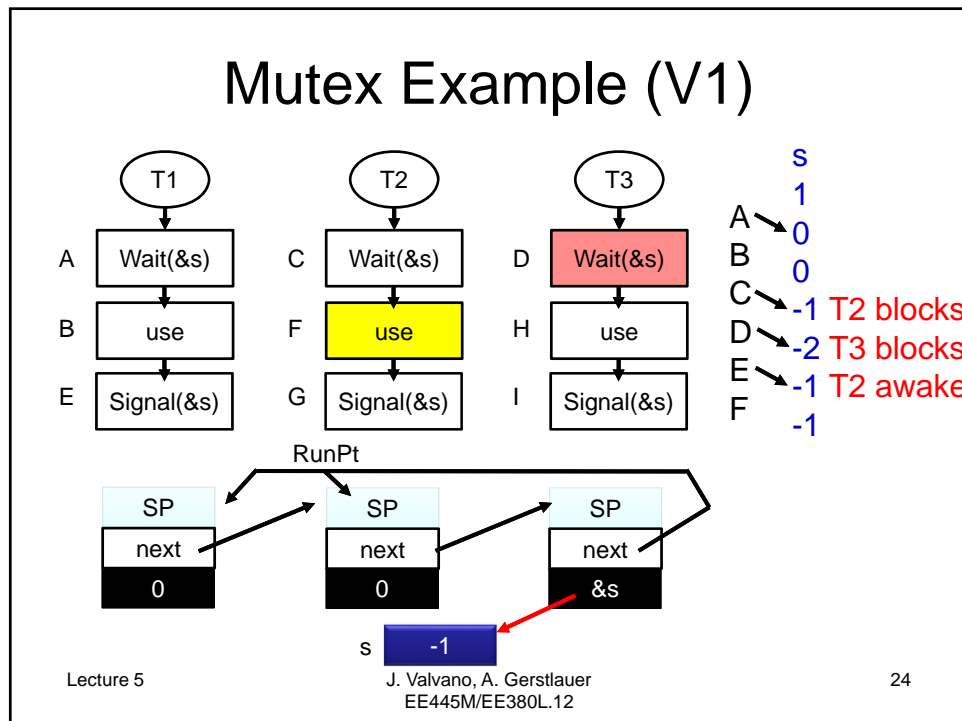 Mutex Example (V1)
T1
T2
T3
A
Wait(&s)
C
Wait(&s)
D
Wait(&s)
B
use
F
use
H
use
E
Signal(&s)
G
Signal(&s)
I
Signal(&s)
s
1
A
0
B
0
C
-1 T2 blocks
D
-2 T3 blocks
E
-1 T2 awake
F
-1
RunPt
SP
SP
SP
next
next
next
0
0
&s
s
-1
Lecture 5
J. Valvano, A. Gerstlauer
EE445M/EE380L.12
24